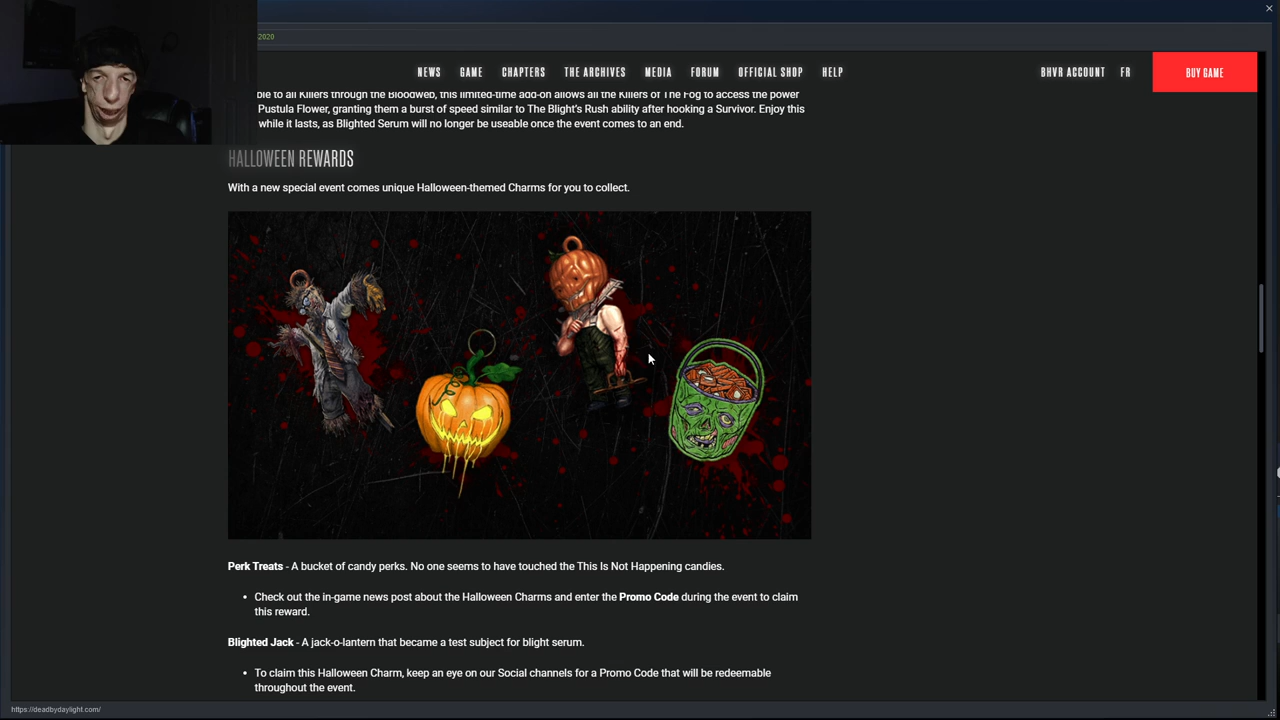 2020
NEWS GAME CHAPTERS THE ARCHIVES MEDIA FORUM OFFICIAL SHOP HELP BHVR ACCOUNT FR BUY GAME
to all Killers through the Bloodweb, this limited-time add-on allows all the Killers of The Fog to access the power
Pustula Flower, granting them a burst of speed similar to The Blight's Rush ability after hooking a Survivor. Enjoy this
while it lasts, as Blighted Serum will no longer be useable once the event comes to an end.
HALLOWEEN REWARDS
With a new special event comes unique Halloween-themed Charms for you to collect.
Perk Treats - A bucket of candy perks. No one seems to have touched the This Is Not Happening candies.
• Check out the in-game news post about the Halloween Charms and enter the Promo Code during the event to claim
this reward.
Blighted Jack - A jack-o-lantern that became a test subject for blight serum.
• To claim this Halloween Charm, keep an eye on our Social channels for a Promo Code that will be redeemable
throughout the event.
https://deadbydaylight.com/